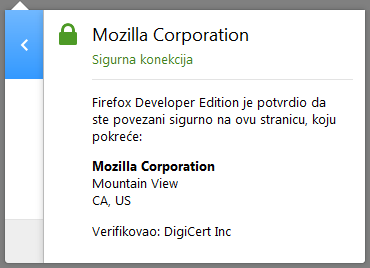 Mozilla Corporation
Sigurna konekcija
Firefox Developer Edition je potvrdio da
ste povezani sigurno na ovu stranicu, koju
pokreće:
Mozilla Corporation
Mountain View
CA, US
Verifikovao: DigiCert Inc